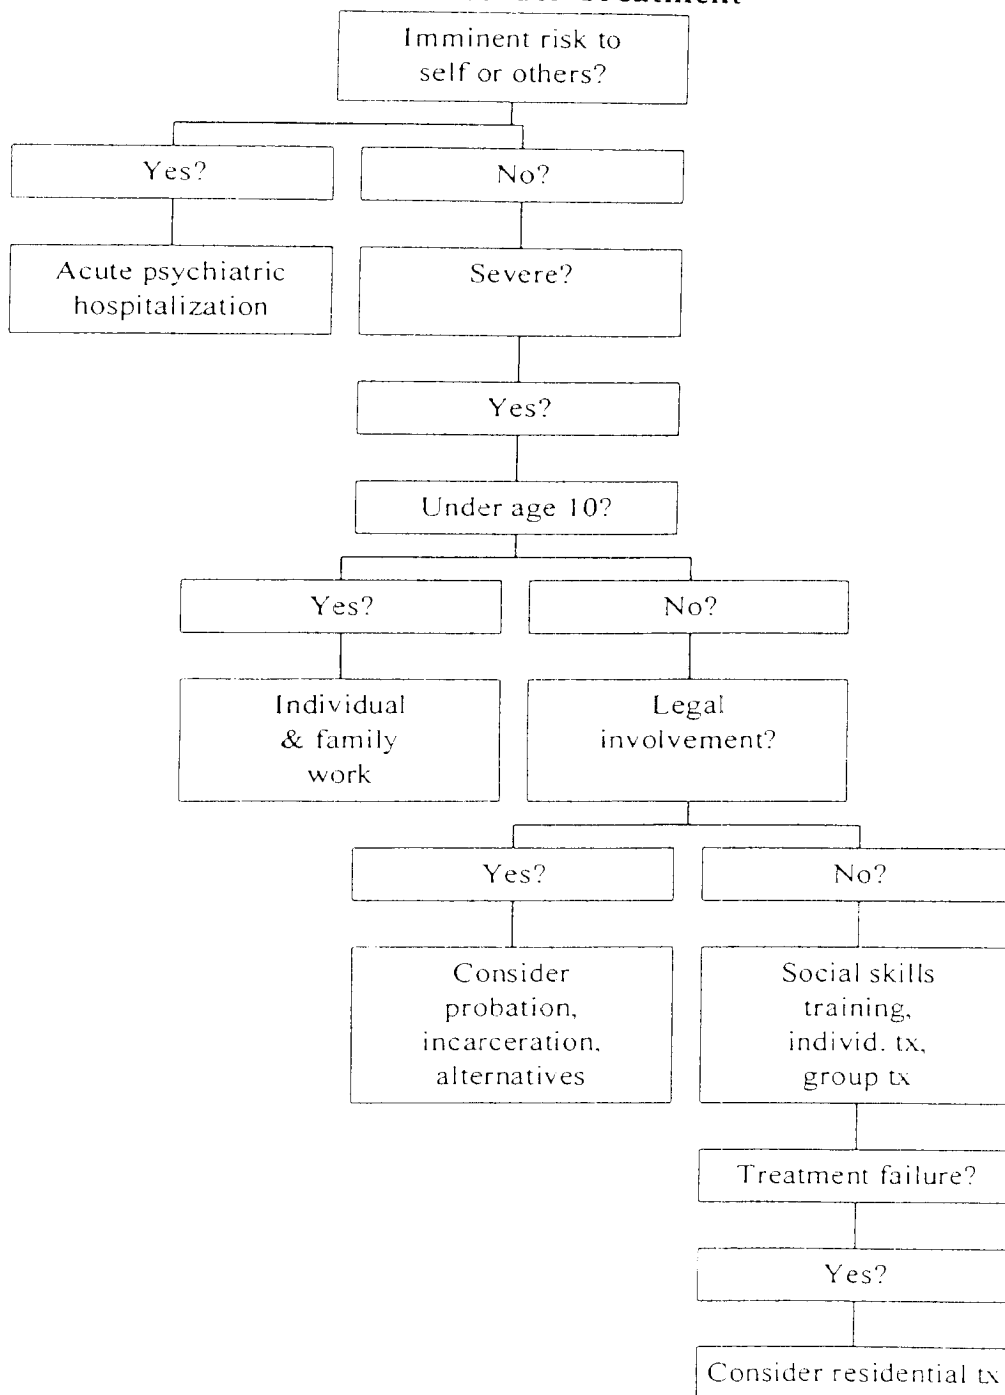 Treatment
Imminent risk to
self or others?
Yes?
No?
Acute psychiatric
hospitalization
Severe?
Yes?
Under age 10?
Yes?
No?
Individual
& family
work
Legal
involvement?
Yes?
No?
Consider
probation,
incarceration,
alternatives
Social skills
training,
individ. tx,
group tx
Treatment failure?
Yes?
Consider residential tx